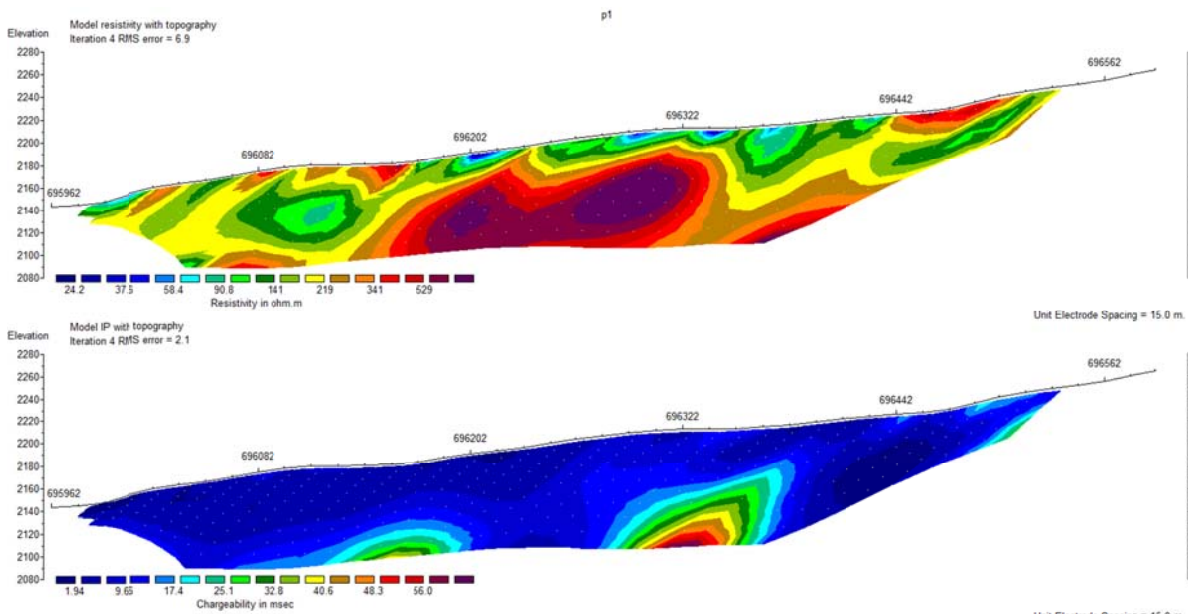 p1
Model resistivity with topography
Iteration 4 RMS error = 6.9
Elevation
2280
2260
2240
2220
2200
2180
2160
2140
2120
2100
2080
695962
696082
696202
696322
696442
696562
24.2 37.5 58.4 90.8 141 219 341 529
Resistivity in ohm.m
Unit Electrode Spacing = 15.0 m.
Model IP with topography
Iteration 4 RMS error = 2.1
Elevation
2280
2260
2240
2220
2200
2180
2160
2140
2120
2100
2080
695962
696082
696202
696322
696442
696562
1.94 9.65 17.4 25.1 32.8 40.6 48.3 56.0
Chargeability in msec